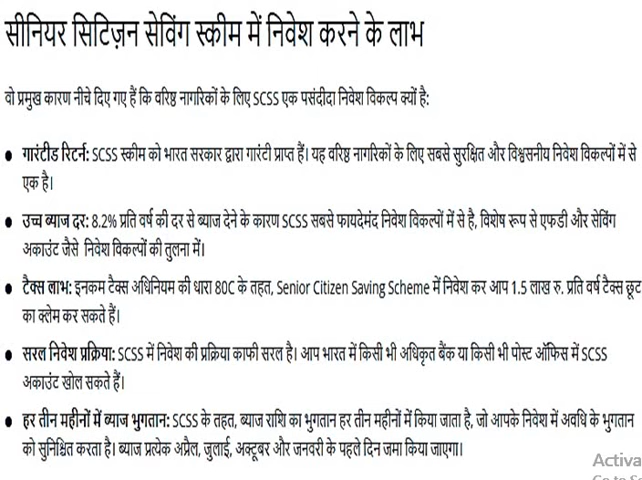 सीनियर सिटिज़न सेविंग स्कीम में निवेश करने के लाभ
वो प्रमुख कारण नीचे दिए गए हैं कि वरिष्ठ नागरिकों के लिए SCSS एक पसंदीदा निवेश विकल्प क्यों है:
● गारंटीड रिटर्न: SCSS स्कीम को भारत सरकार द्वारा गारंटी प्राप्त हैं। यह वरिष्ठ नागरिकों के लिए सबसे सुरक्षित और विश्वसनीय निवेश विकल्पों में से
एक है।
● उच्च ब्याज दर: 8.2% प्रति वर्ष की दर से ब्याज देने के कारण SCSS सबसे फायदेमंद निवेश विकल्पों में से है, विशेष रूप से एफडी और सेविंग
अकाउंट जैसे निवेश विकल्पों की तुलना में।
● टैक्स लाभ: इनकम टैक्स अधिनियम की धारा 80C के तहत, Senior Citizen Saving Scheme में निवेश कर आप 1.5 लाख रु. प्रति वर्ष टैक्स छूट
का क्लेम कर सकते हैं।
● सरल निवेश प्रक्रिया: SCSS में निवेश की प्रक्रिया काफी सरल है। आप भारत में किसी भी अधिकृत बैंक या किसी भी पोस्ट ऑफिस में SCSS
अकाउंट खोल सकते हैं।
● हर तीन महीनों में ब्याज भुगतान: SCSS के तहत, ब्याज राशि का भुगतान हर तीन महीनों में किया जाता है, जो आपके निवेश में अवधि के भुगतान
को सुनिश्चित करता है। ब्याज प्रत्येक अप्रैल, जुलाई, अक्टूबर और जनवरी के पहले दिन जमा किया जाएगा।
Activa